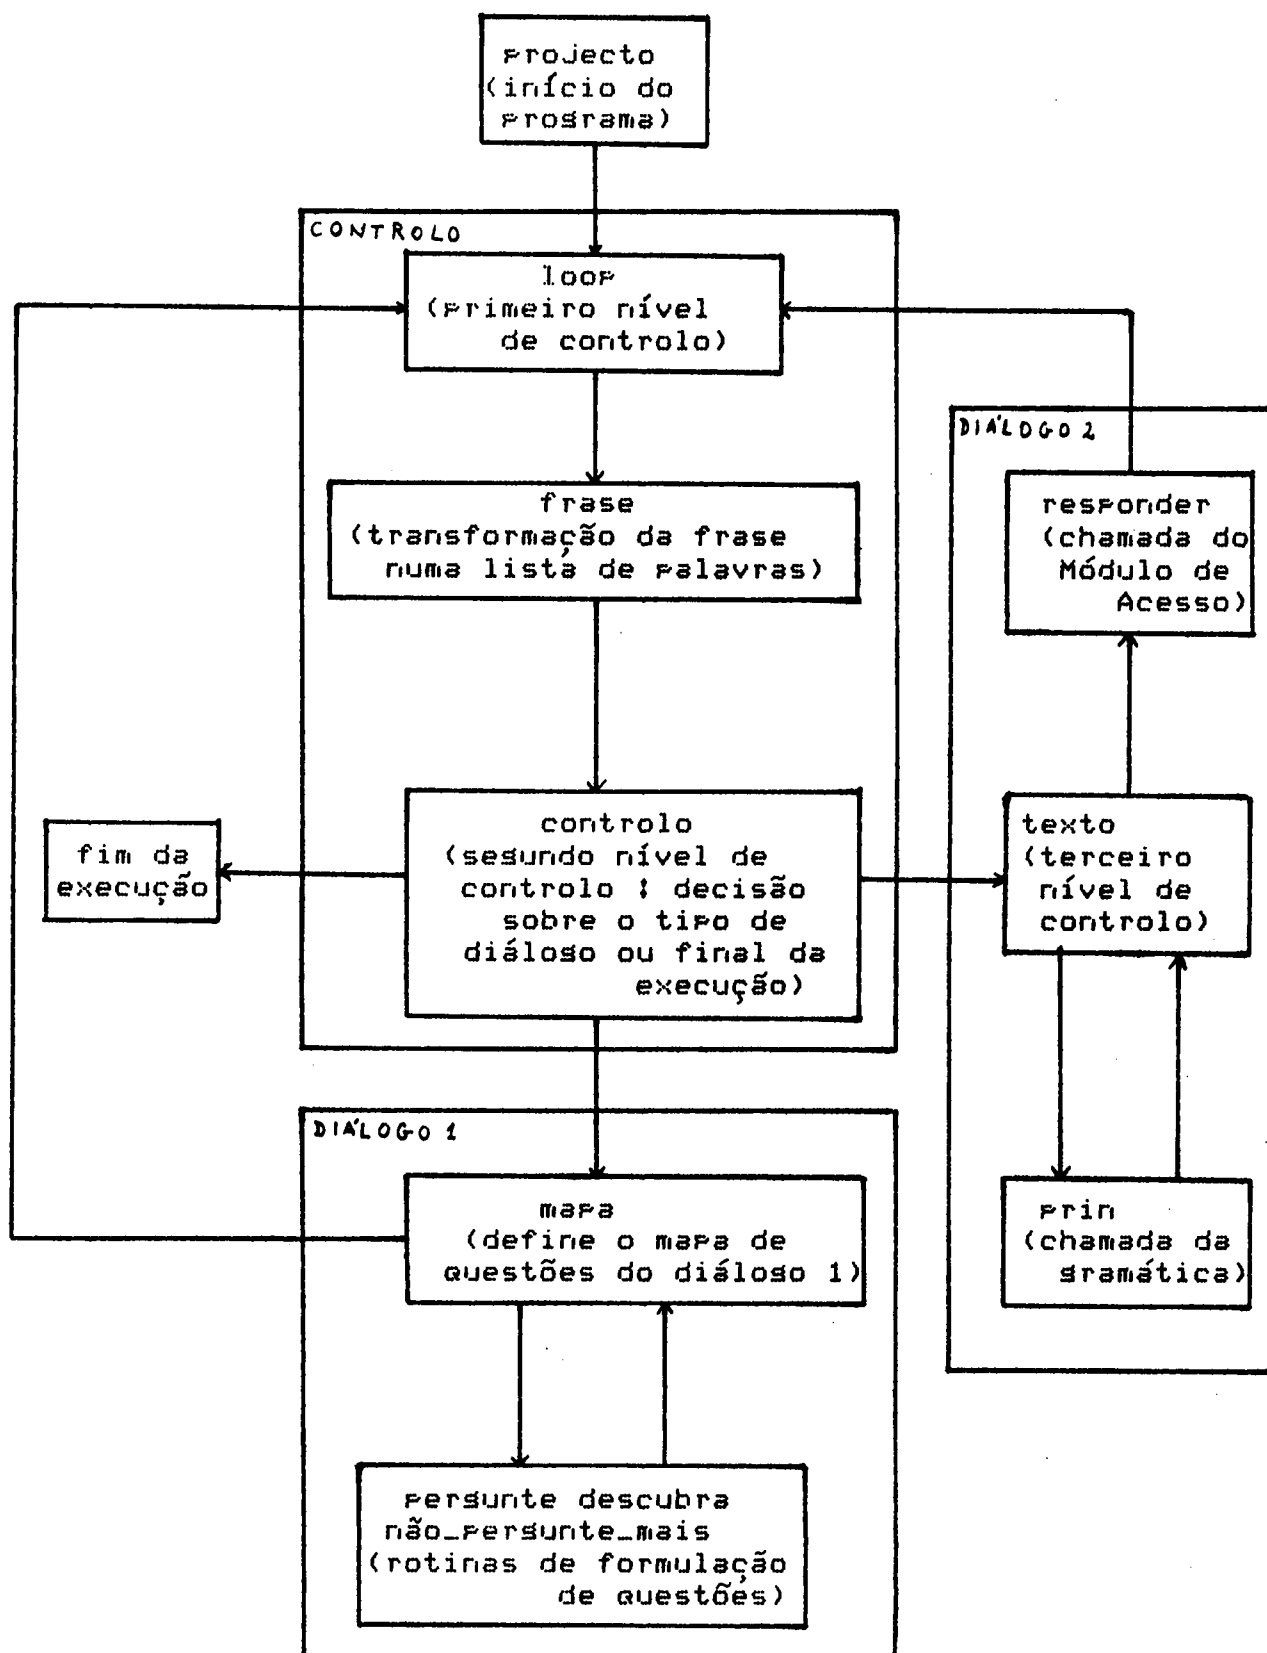 projecto
(início do
programa)
CONTROLO
loop
(primeiro nível
de controlo)
frase
(transformação da frase
numa lista de palavras)
controlo
(segundo nível de
controlo : decisão
sobre o tipo de
diálogo ou final da
execução)
fim da
execução
DIÁLOGO 2
responder
(chamada do
Módulo de
Acesso)
texto
(terceiro
nível de
controlo)
prin
(chamada da
gramática)
DIÁLOGO 1
mapa
(define o mapa de
questões do diálogo 1)
pergunte descubra
não_pergunte_mais
(rotinas de formulação
de questões)